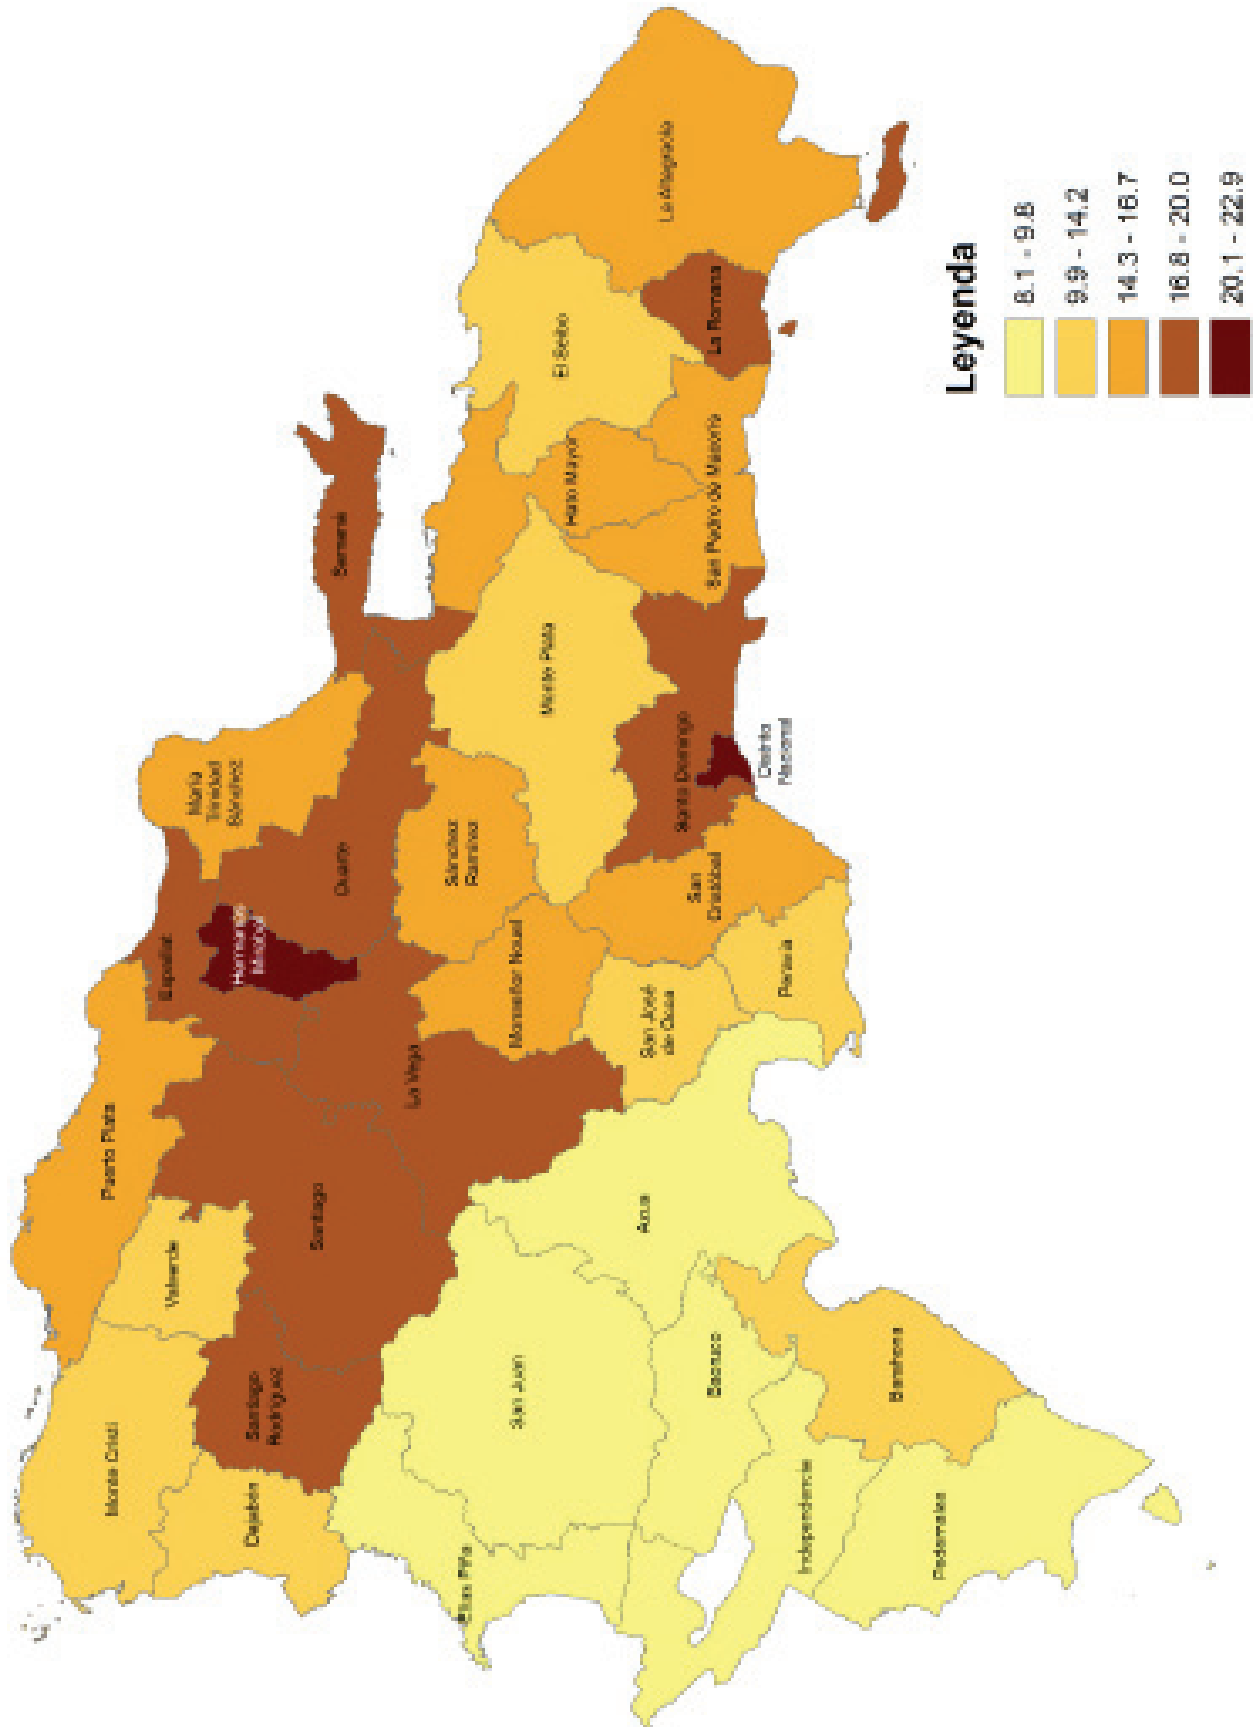 Puerto Plata
Monte Cristi
Valverde
Dajabón
Santiago
Rodríguez
Santiago
Espaillat
Hermanas
Mirabal
María
Trinidad
Sánchez
Duarte
Samaná
La Vega
Sánchez
Ramírez
Monseñor Nouel
Monte Plata
Hato Mayor
El Seibo
La Altagracia
La Romana
San Pedro de Macorís
Santo Domingo
Distrito
Nacional
San
Cristóbal
San José
de Ocoa
Peravia
Azua
San Juan
Elías Piña
Baoruco
Independencia
Barahona
Pedernales
Leyenda
8.1 - 9.8
9.9 - 14.2
14.3 - 16.7
16.8 - 20.0
20.1 - 22.9